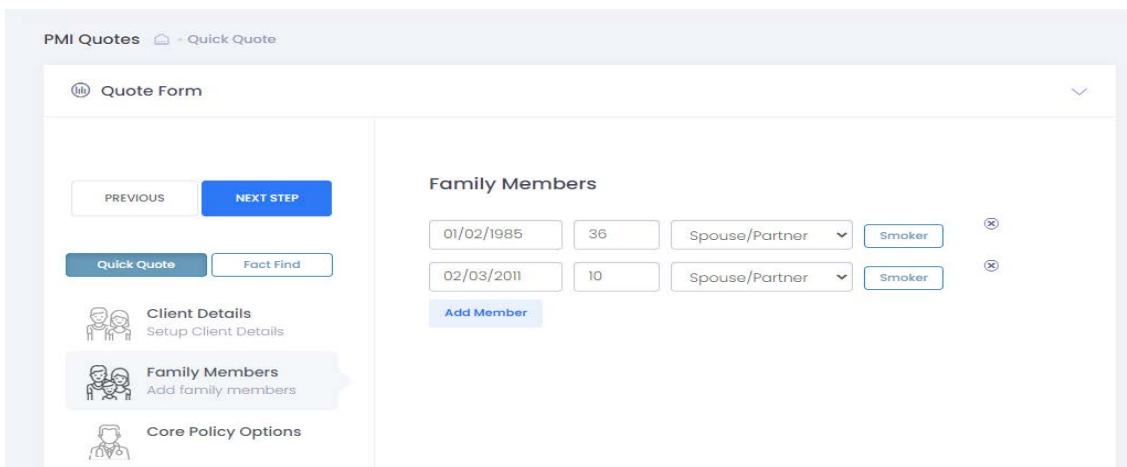 PMI Quotes - Quick Quote
Quote Form
PREVIOUS
NEXT STEP
Quick Quote
Fact Find
Client Details
Setup Client Details
Family Members
Add family members
Core Policy Options
Family Members
01/02/1985 36 Spouse/Partner Smoker
02/03/2011 10 Spouse/Partner Smoker
Add Member